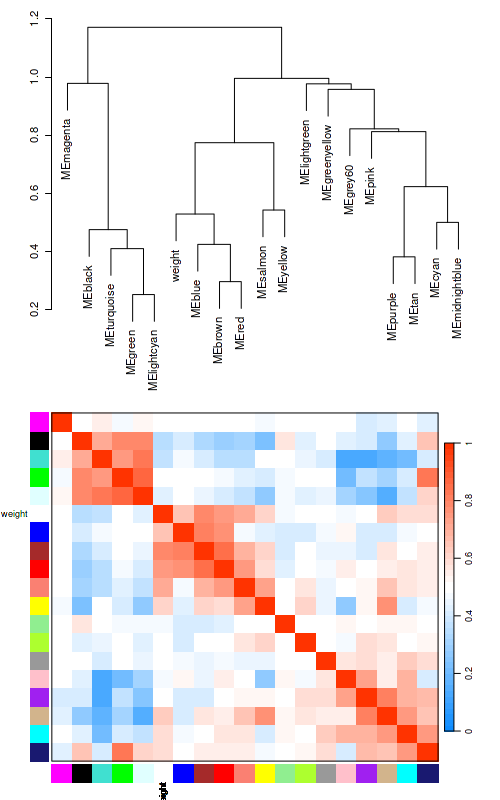 1.2
1.0
0.8
0.6
0.4
0.2
MEmagenta
MEblack
MEturquoise
MEgreen
MElightcyan
weight
MEblue
MEbrown
MEred
MEsalmon
MEyellow
MElightgreen
MEgreenyellow
MEgrey60
MEpink
MEpurple
MEtan
MEcyan
MEmidnightblue
weight
1
0.8
0.6
0.4
0.2
0